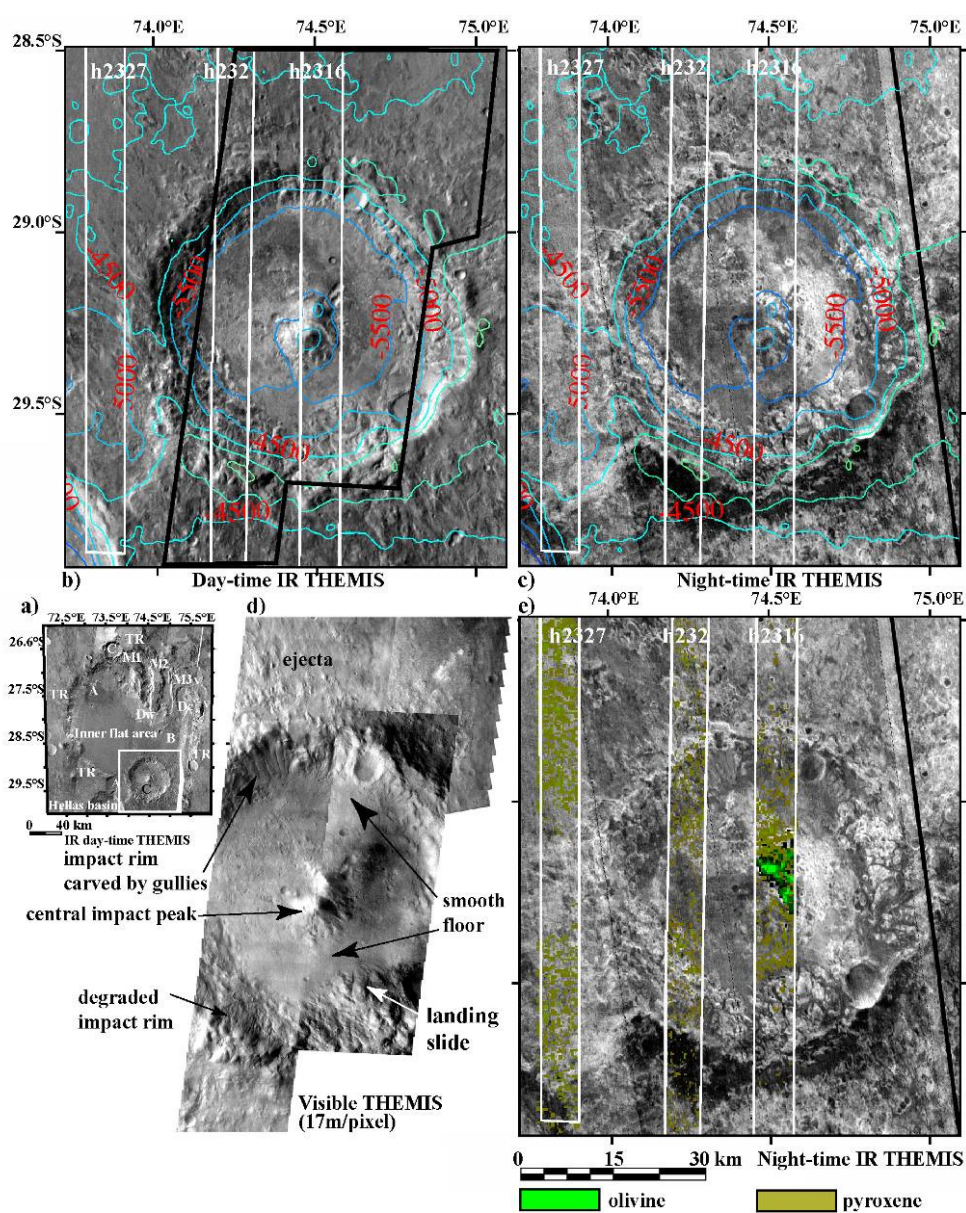 74.0°E 74.5°E 75.0°E
74.0°E 74.5°E 75.0°E
28.5°S
29.0°S
29.5°S
h2327 h232 h2316
-4500
-5500
-5000
-5500
5000
-4500
-4500
b) Day-time IR THEMIS
h2327 h232 h2316
-4500
-5500
-5000
-5500
5000
-4500
-4500
c) Night-time IR THEMIS
a)
72.5°E 73.5°E 74.5°E 75.5°E
26.6°S
27.5°S
28.5°S
29.5°S
TR
M1
M2
M3
TR
A
Dw
Dc
Inner flat area
B
TR
TR
C
Hellas basin
0 40 km
IR day-time THEMIS
d)
ejecta
impact rim
carved by gullies
central impact peak
smooth
floor
degraded
impact rim
landing
slide
Visible THEMIS
(17m/pixel)
e)
74.0°E 74.5°E 75.0°E
h2327 h232 h2316
0 15 30 km
Night-time IR THEMIS
olivine
pyroxene